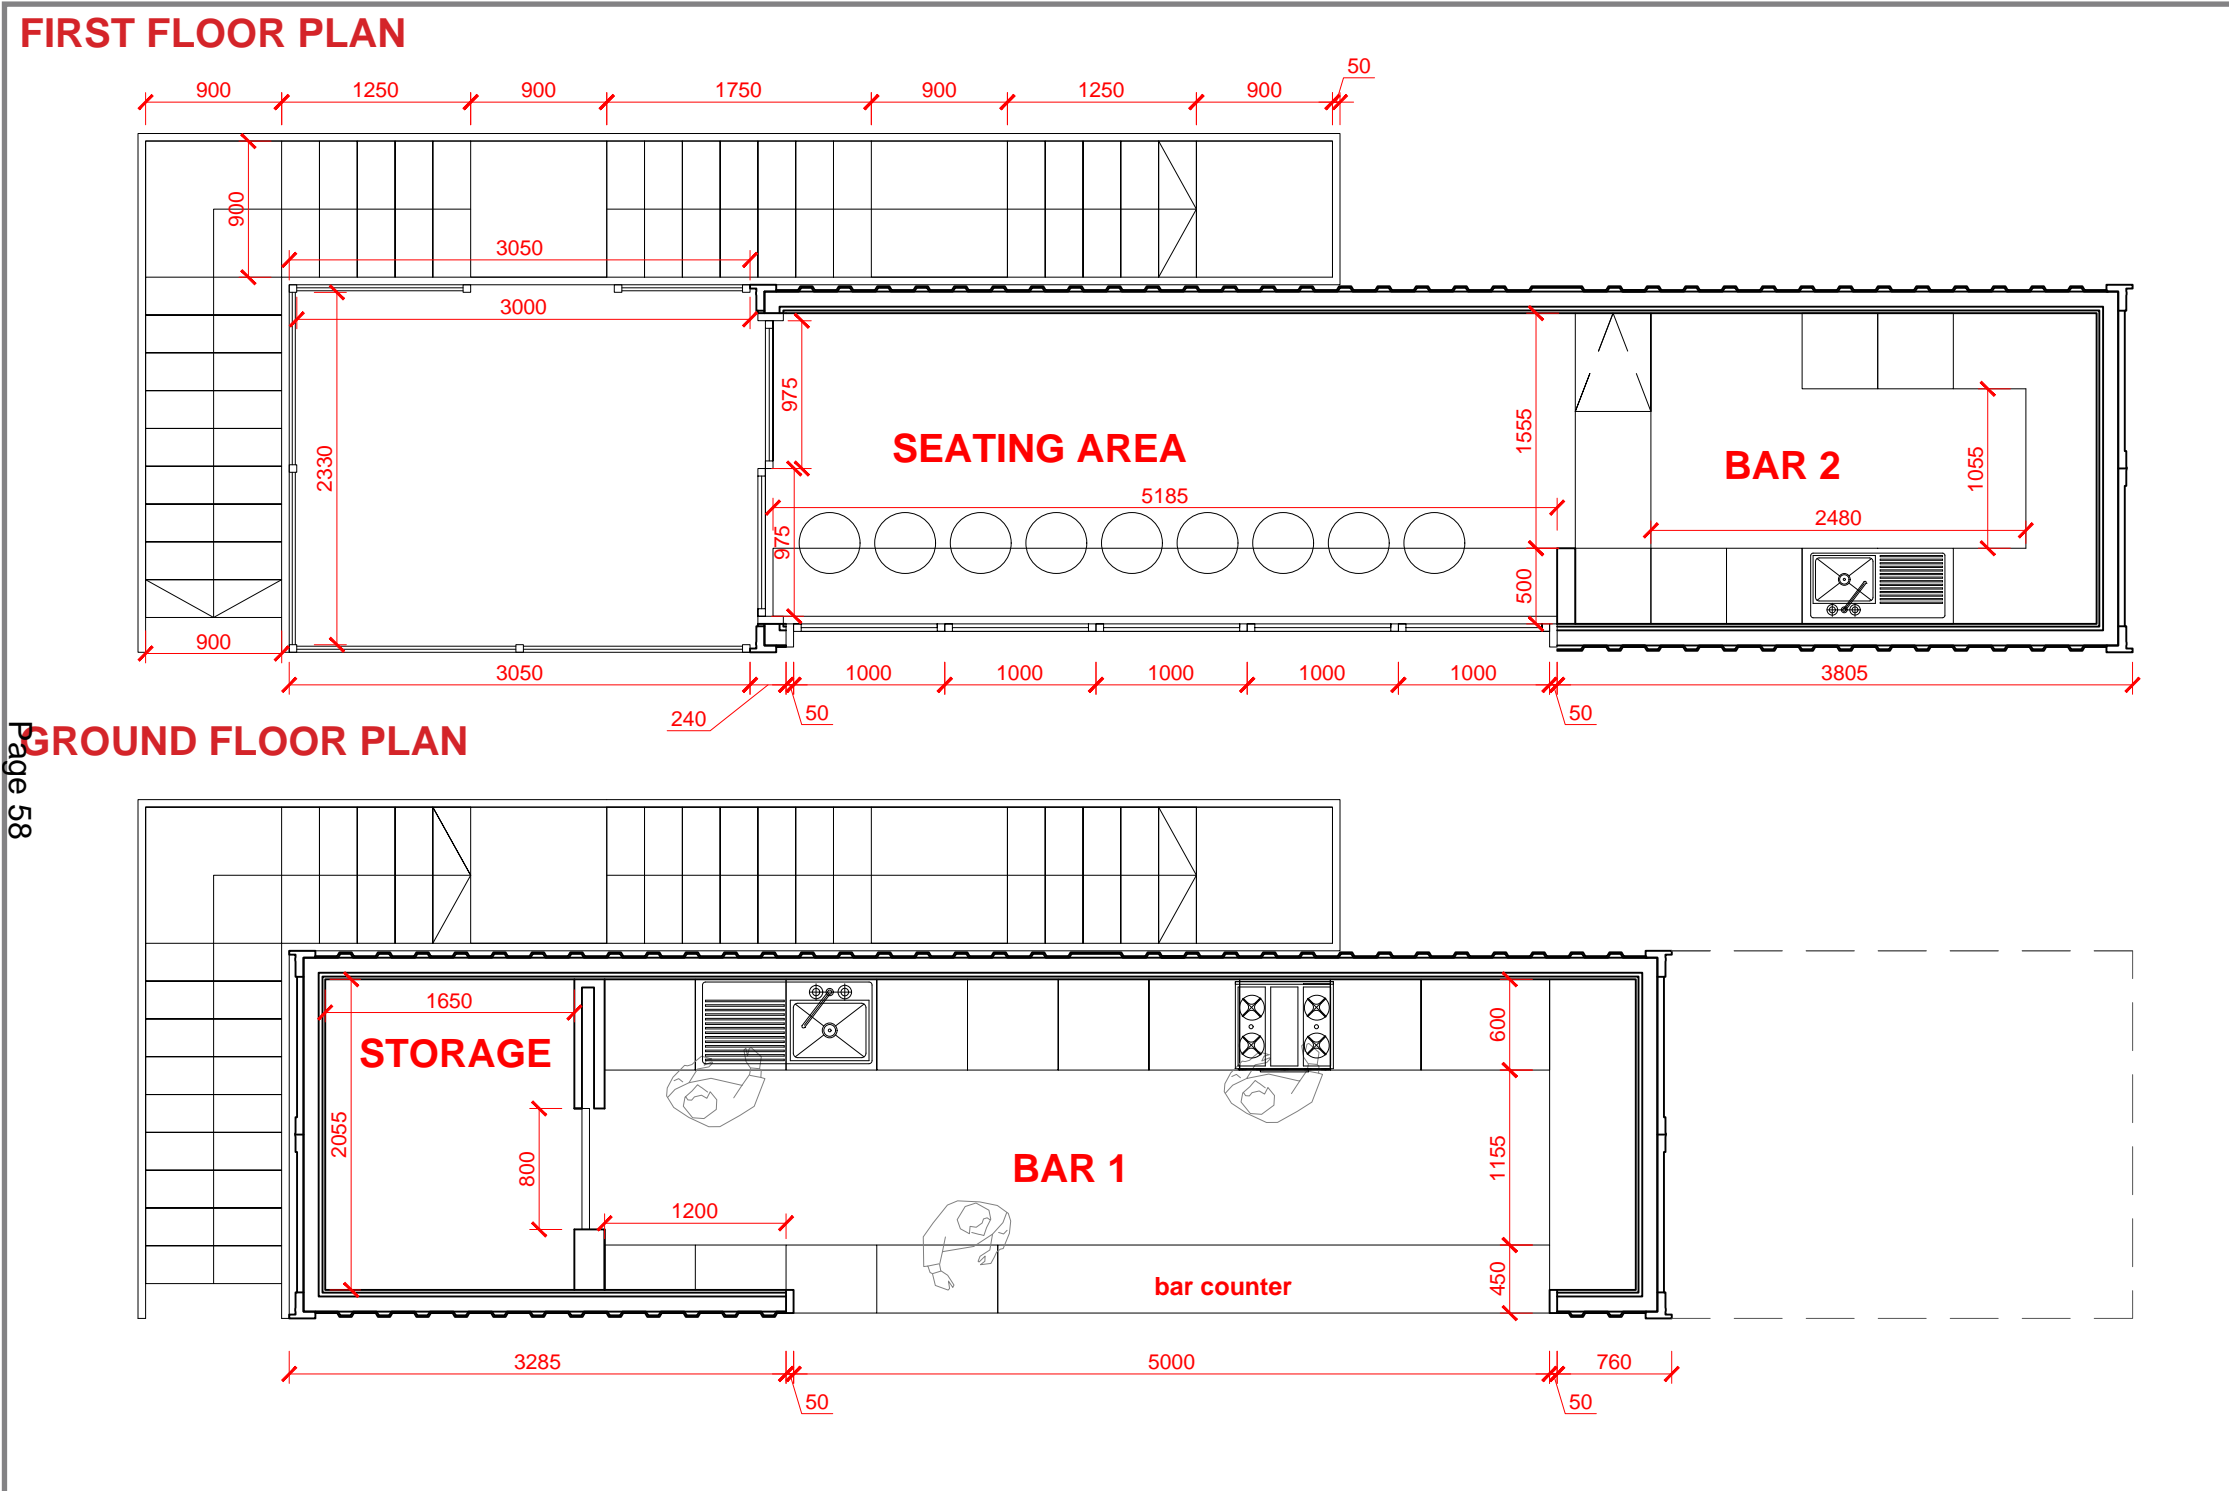 FIRST FLOOR PLAN
50
900 1250 900 1750 900 1250 900
900
3050
3000
975
2330
SEATING AREA
1555
BAR 2
1055
5185
2480
975
500
900
3050 1000 1000 1000 1000 1000 3805
240 50 50
GROUND FLOOR PLAN
Page 58
1650
STORAGE
600
2055
800
BAR 1
1155
1200
bar counter
450
3285 5000 760
50 50